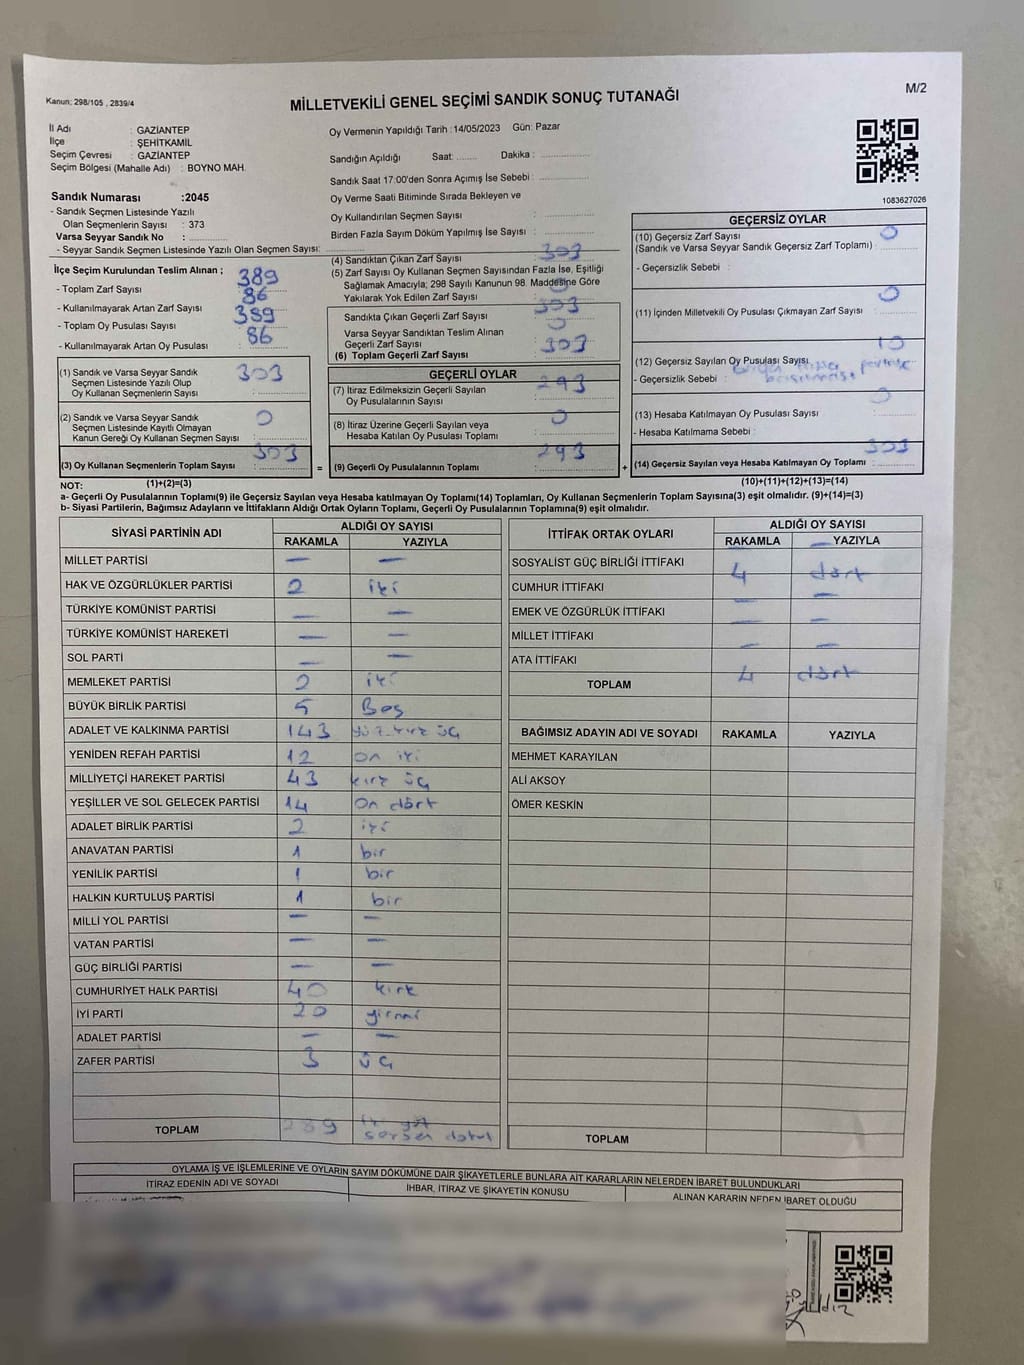 Kanun: 298/105 , 2839/4
MİLLETVEKİLİ GENEL SEÇİMİ SANDIK SONUÇ TUTANAĞI
M/2
İl Adı : GAZİANTEP
İlçe : ŞEHİTKAMİL
Seçim Çevresi : GAZİANTEP
Seçim Bölgesi (Mahalle Adı) : BOYNO MAH.
Oy Vermenin Yapıldığı Tarih : 14/05/2023 Gün: Pazar
Sandığın Açıldığı Saat: ........ Dakika : ................
Sandık Saat 17:00'den Sonra Açımış İse Sebebi : ................
Oy Verme Saati Bitiminde Sırada Bekleyen ve
Oy Kullandırılan Seçmen Sayısı : ................
Birden Fazla Sayım Döküm Yapılmış İse Sayısı : ................
1083627026
Sandık Numarası :2045
- Sandık Seçmen Listesinde Yazılı
Olan Seçmenlerin Sayısı : 373
Varsa Seyyar Sandık No : ............
- Seyyar Sandık Seçmen Listesinde Yazılı Olan Seçmen Sayısı: ................
İlçe Seçim Kurulundan Teslim Alınan ;
- Toplam Zarf Sayısı : 389
- Kullanılmayarak Artan Zarf Sayısı : 86
- Toplam Oy Pusulası Sayısı : 389
- Kullanılmayarak Artan Oy Pusulası : 86
(1) Sandık ve Varsa Seyyar Sandık
Seçmen Listesinde Yazılı Olup
Oy Kullanan Seçmen Sayısı : 303
(2) Sandık ve Varsa Seyyar Sandık
Seçmen Listesinde Kayıtlı Olmayan
Kanun Gereği Oy Kullanan Seçmen Sayısı : 0
(3) Oy Kullanan Seçmenlerin Toplam Sayısı : 303
(1)+(2)=(3)
(4) Sandıktan Çıkan Zarf Sayısı : 303
(5) Zarf Sayısı Oy Kullanan Seçmen Sayısından Fazla İse, Eşitliği
Sağlamak Amacıyla; 298 Sayılı Kanunun 98. Maddesine Göre
Yakılarak Yok Edilen Zarf Sayısı : 0
Sandıkta Çıkan Geçerli Zarf Sayısı : 303
Varsa Seyyar Sandıktan Teslim Alınan
Geçerli Zarf Sayısı : 0
(6) Toplam Geçerli Zarf Sayısı : 303
GEÇERLİ OYLAR
(7) İtiraz Edilmeksizin Geçerli Sayılan
Oy Pusulalarının Sayısı : 293
(8) İtiraz Üzerine Geçerli Sayılan veya
Hesaba Katılan Oy Pusulası Toplamı : 0
= (9) Geçerli Oy Pusulalarının Toplamı : 293
GEÇERSİZ OYLAR
(10) Geçersiz Zarf Sayısı 0
(Sandık ve Varsa Seyyar Sandık Geçersiz Zarf Toplamı) :
- Geçersizlik Sebebi :
(11) İçinden Milletvekili Oy Pusulası Çıkmayan Zarf Sayısı : 0
(12) Geçersiz Sayılan Oy Pusulası Sayısı : 10
- Geçersizlik Sebebi :
(13) Hesaba Katılmayan Oy Pusulası Sayısı :
- Hesaba Katılmama Sebebi :
+ (14) Geçersiz Sayılan veya Hesaba Katılmayan Oy Toplamı : 303
(10)+(11)+(12)+(13)=(14)
NOT:
a- Geçerli Oy Pusulalarının Toplamı(9) ile Geçersiz Sayılan veya Hesaba katılmayan Oy Toplamı(14) Toplamları, Oy Kullanan Seçmenlerin Toplam Sayısına(3) eşit olmalıdır. (9)+(14)=(3)
b- Siyasi Partilerin, Bağımsız Adayların ve İttifakların Aldığı Ortak Oyların Toplamı, Geçerli Oy Pusulalarının Toplamına(9) eşit olmalıdır.
SİYASİ PARTİNİN ADI ALDIĞI OY SAYISI
RAKAMLA YAZIYLA
MİLLET PARTİSİ — —
HAK VE ÖZGÜRLÜKLER PARTİSİ 2 iki
TÜRKİYE KOMÜNİST PARTİSİ — —
TÜRKİYE KOMÜNİST HAREKETİ — —
SOL PARTİ — —
MEMLEKET PARTİSİ 2 iki
BÜYÜK BİRLİK PARTİSİ 5 Beş
ADALET VE KALKINMA PARTİSİ 143 yüz kırk üç
YENİDEN REFAH PARTİSİ 12 on iki
MİLLİYETÇİ HAREKET PARTİSİ 43 kırk üç
YEŞİLLER VE SOL GELECEK PARTİSİ 14 On dört
ADALET BİRLİK PARTİSİ 2 iki
ANAVATAN PARTİSİ 1 bir
YENİLİK PARTİSİ 1 bir
HALKIN KURTULUŞ PARTİSİ 1 bir
MİLLİ YOL PARTİSİ — —
VATAN PARTİSİ — —
GÜÇ BİRLİĞİ PARTİSİ — —
CUMHURİYET HALK PARTİSİ 40 kırk
İYİ PARTİ 20 yirmi
ADALET PARTİSİ — —
ZAFER PARTİSİ 3 üç
TOPLAM 289 iki yüz
seksen dokuz
İTTİFAK ORTAK OYLARI ALDIĞI OY SAYISI
RAKAMLA YAZIYLA
SOSYALİST GÜÇ BİRLİĞİ İTTİFAKI —
CUMHUR İTTİFAKI 4 dört
EMEK VE ÖZGÜRLÜK İTTİFAKI — —
MİLLET İTTİFAKI — —
ATA İTTİFAKI — —
TOPLAM 4 dört
BAĞIMSIZ ADAYIN ADI VE SOYADI RAKAMLA YAZIYLA
MEHMET KARAYILAN
ALİ AKSOY
ÖMER KESKİN
TOPLAM
OYLAMA İŞ VE İŞLEMLERİNE VE OYLARIN SAYIM DÖKÜMÜNE DAİR ŞİKAYETLERLE BUNLARA AİT KARARLARIN NELERDEN İBARET BULUNDUKLARI
İTİRAZ EDENİN ADI VE SOYADI İHBAR, İTİRAZ VE ŞİKAYETİN KONUSU ALINAN KARARIN NEDEN İBARET OLDUĞU